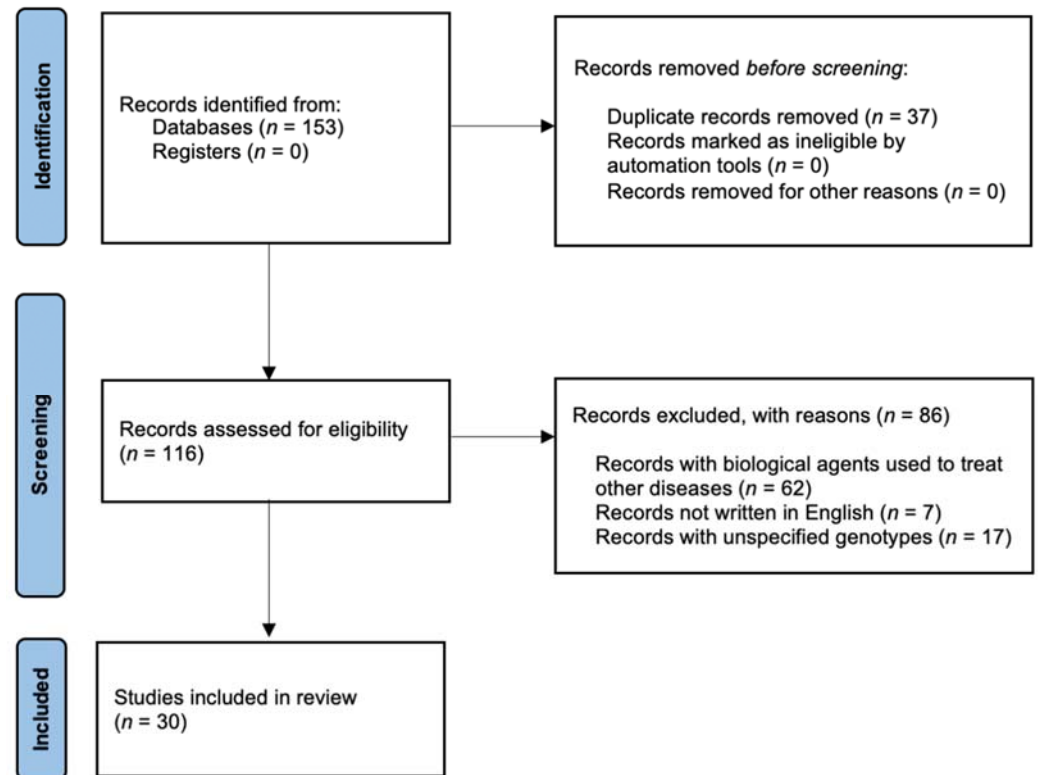 Identification
Records identified from:
Databases (n = 153)
Registers (n = 0)
Records removed before screening:
Duplicate records removed (n = 37)
Records marked as ineligible by
automation tools (n = 0)
Records removed for other reasons (n = 0)
Screening
Records assessed for eligibility
(n = 116)
Records excluded, with reasons (n = 86)
Records with biological agents used to treat
other diseases (n = 62)
Records not written in English (n = 7)
Records with unspecified genotypes (n = 17)
Included
Studies included in review
(n = 30)